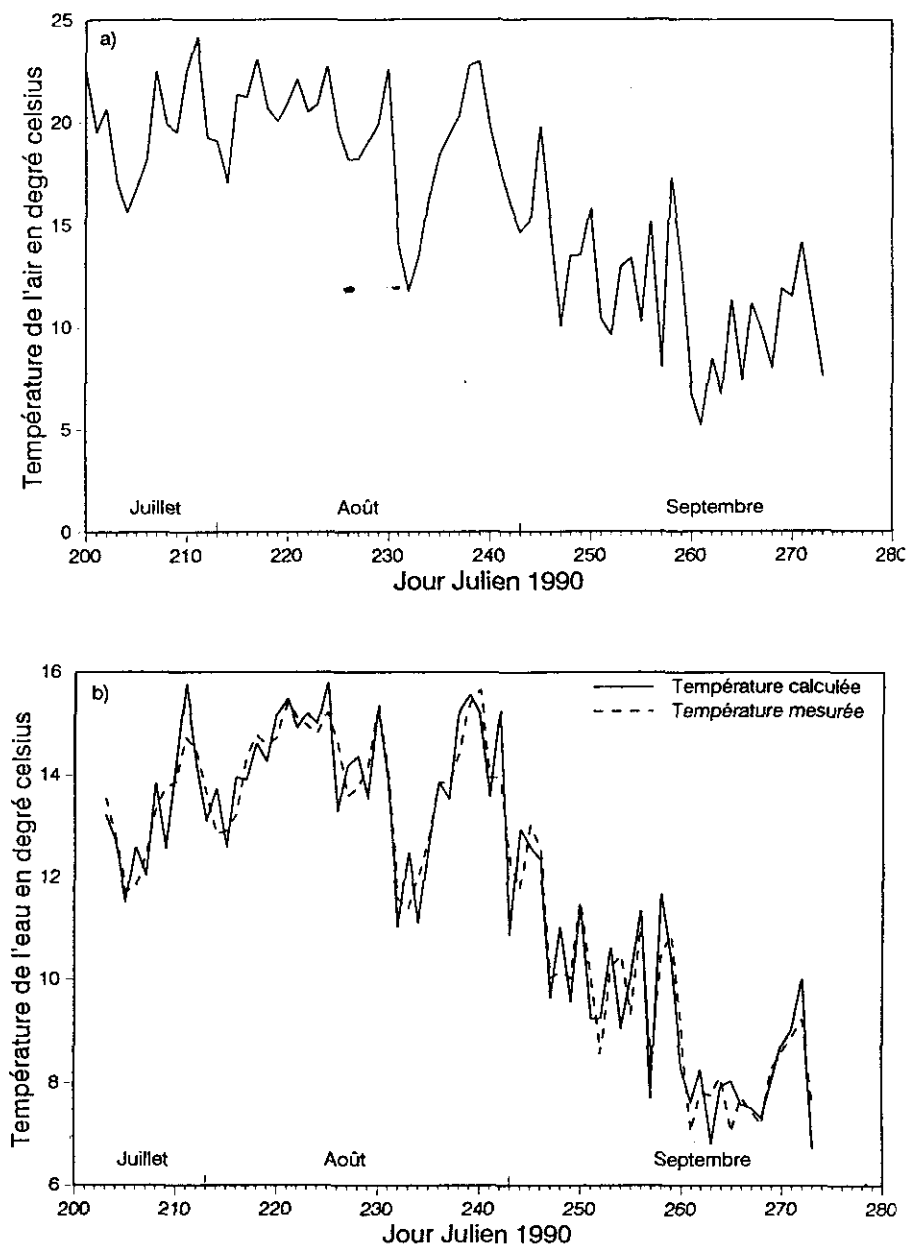 a)
Température de l'air en degré celsius
25
20
15
10
5
0
Juillet
Août
Septembre
200
210
220
230
240
250
260
270
280
Jour Julien 1990
b)
Température de l'eau en degré celsius
16
14
12
10
8
6
Température calculée
Température mesurée
Juillet
Août
Septembre
200
210
220
230
240
250
260
270
280
Jour Julien 1990